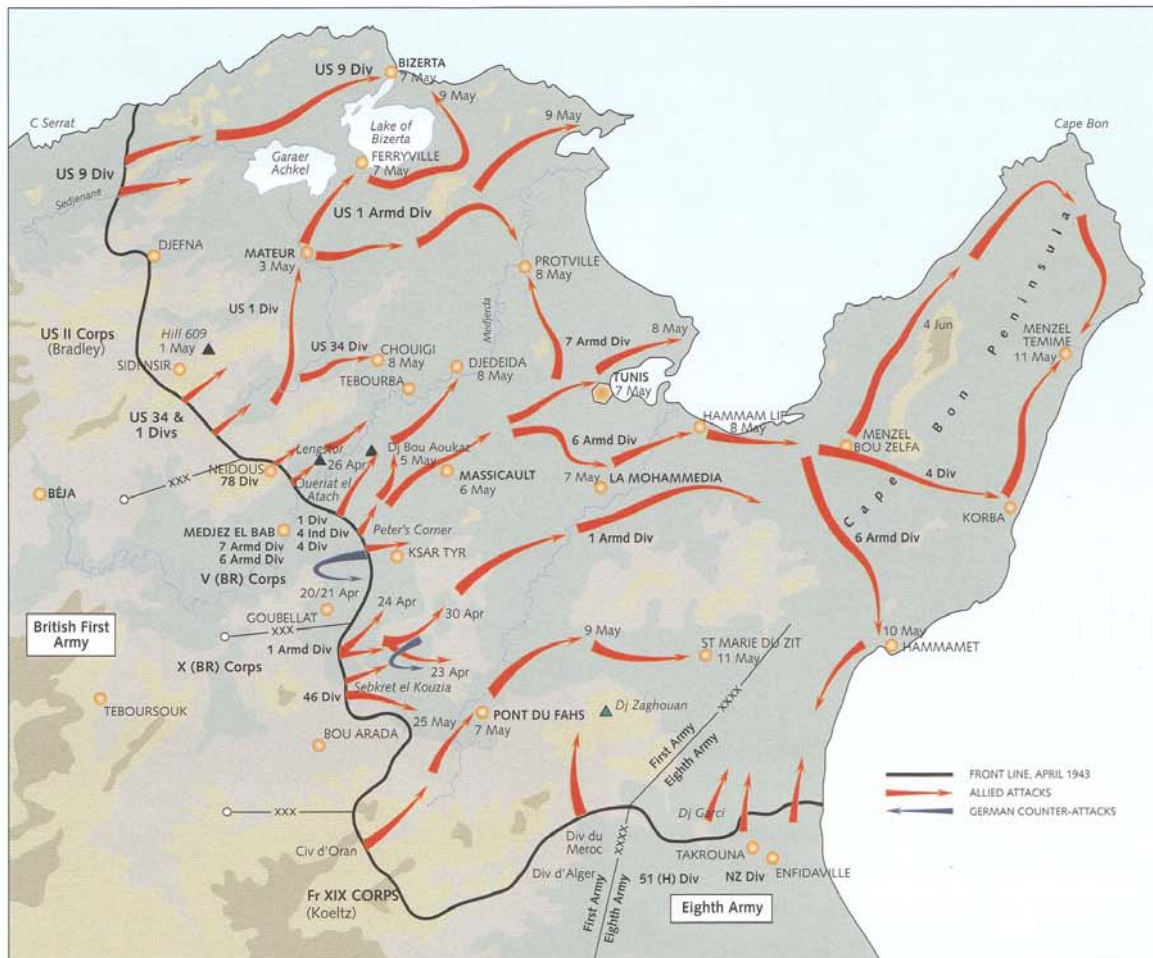 US 9 Div
BIZERTA
7 May
9 May
9 May
C Serrat
Lake of
Bizerta
Cape Bon
Garaer
Achkel
FERRYVILLE
7 May
US 9 Div
Sedjenane
US 1 Armd Div
DJEFNA
MATEUR
3 May
PROTVILLE
8 May
Cape Bon Peninsula
US 1 Div
Medjerda
US II Corps
(Bradley)
Hill 609
1 May
SIDENSIR
US 34 Div
CHOUIGI
8 May
DJEDEIDA
8 May
TEBOURBA
7 Armd Div
8 May
4 Jun
MENZEL
TEMIME
11 May
TUNIS
7 May
US 34 &
1 Divs
HAMMAM LIF
8 May
MENZEL
BOU ZELFA
Lengstor
26 Apr
Dj Bou Aoukaz
5 May
6 Armd Div
NEIDOUS
78 Div
Oueriat el
Atach
MASSICAULT
6 May
7 May
LA MOHAMMEDIA
4 Div
KORBA
BÉJA
XXX
1 Div
4 Ind Div
4 Div
MEDJEZ EL BAB
7 Armd Div
6 Armd Div
Peter's Corner
KSAR TYR
1 Armd Div
6 Armd Div
V (BR) Corps
20/21 Apr
24 Apr
30 Apr
GOUBELLAT
British First
Army
XXX
1 Armd Div
X (BR) Corps
23 Apr
9 May
ST MARIE DU ZIT
11 May
10 May
HAMMAMET
Sebkret el Kouzia
46 Div
TEBOURSOUK
25 May
PONT DU FAHS
7 May
Dj Zaghouan
BOU ARADA
First Army
XXXX
Eighth Army
FRONT LINE, APRIL 1943
ALLIED ATTACKS
GERMAN COUNTER-ATTACKS
XXX
Dj Garci
Civ d'Oran
Div du
Meroc
Div d'Alger
XXXX
First Army
Eighth Army
TAKROUNA
ENFIDAVILLE
51 (H) Div
NZ Div
Fr XIX CORPS
(Koeltz)
Eighth Army